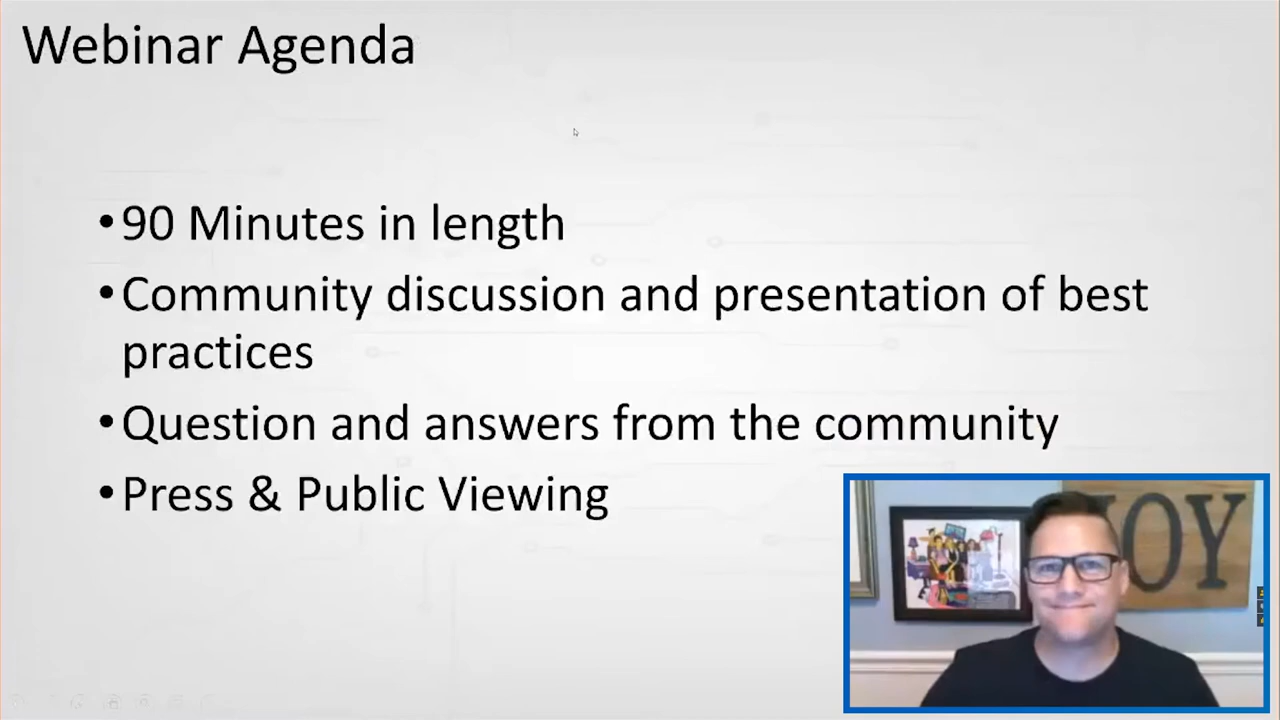 Webinar Agenda
•90 Minutes in length
•Community discussion and presentation of best
practices
•Question and answers from the community
•Press & Public Viewing
JOY